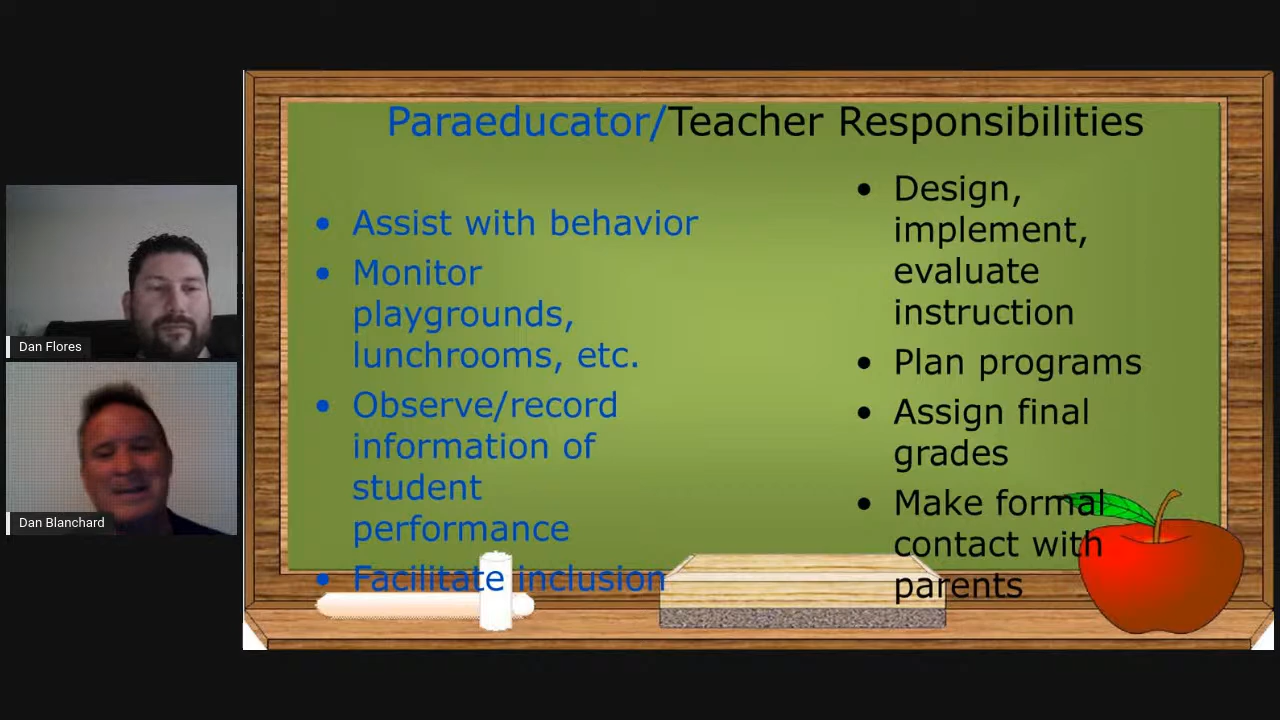 Paraeducator/Teacher Responsibilities
• Assist with behavior
• Monitor
playgrounds,
lunchrooms, etc.
• Observe/record
information of
student
performance
• Facilitate inclusion
• Design,
implement,
evaluate
instruction
• Plan programs
• Assign final
grades
• Make formal
contact with
parents
Dan Flores
Dan Blanchard